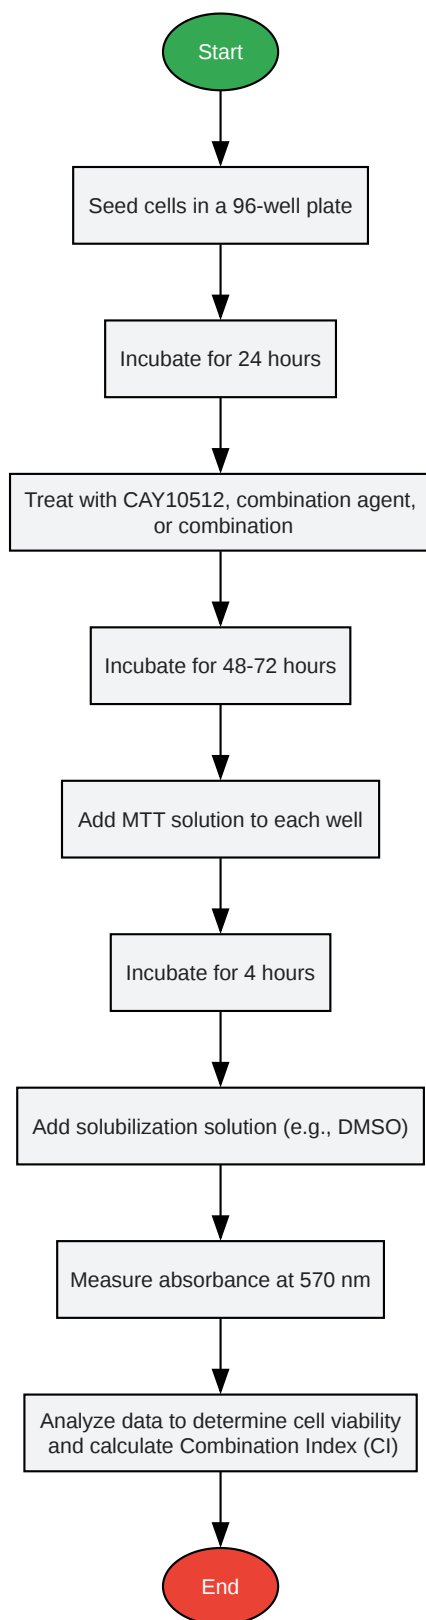 Start
Seed cells in a 96-well plate
Incubate for 24 hours
Treat with CAY10512, combination agent,
or combination
Incubate for 48-72 hours
Add MTT solution to each well
Incubate for 4 hours
Add solubilization solution (e.g., DMSO)
Measure absorbance at 570 nm
Analyze data to determine cell viability
and calculate Combination Index (CI)
End